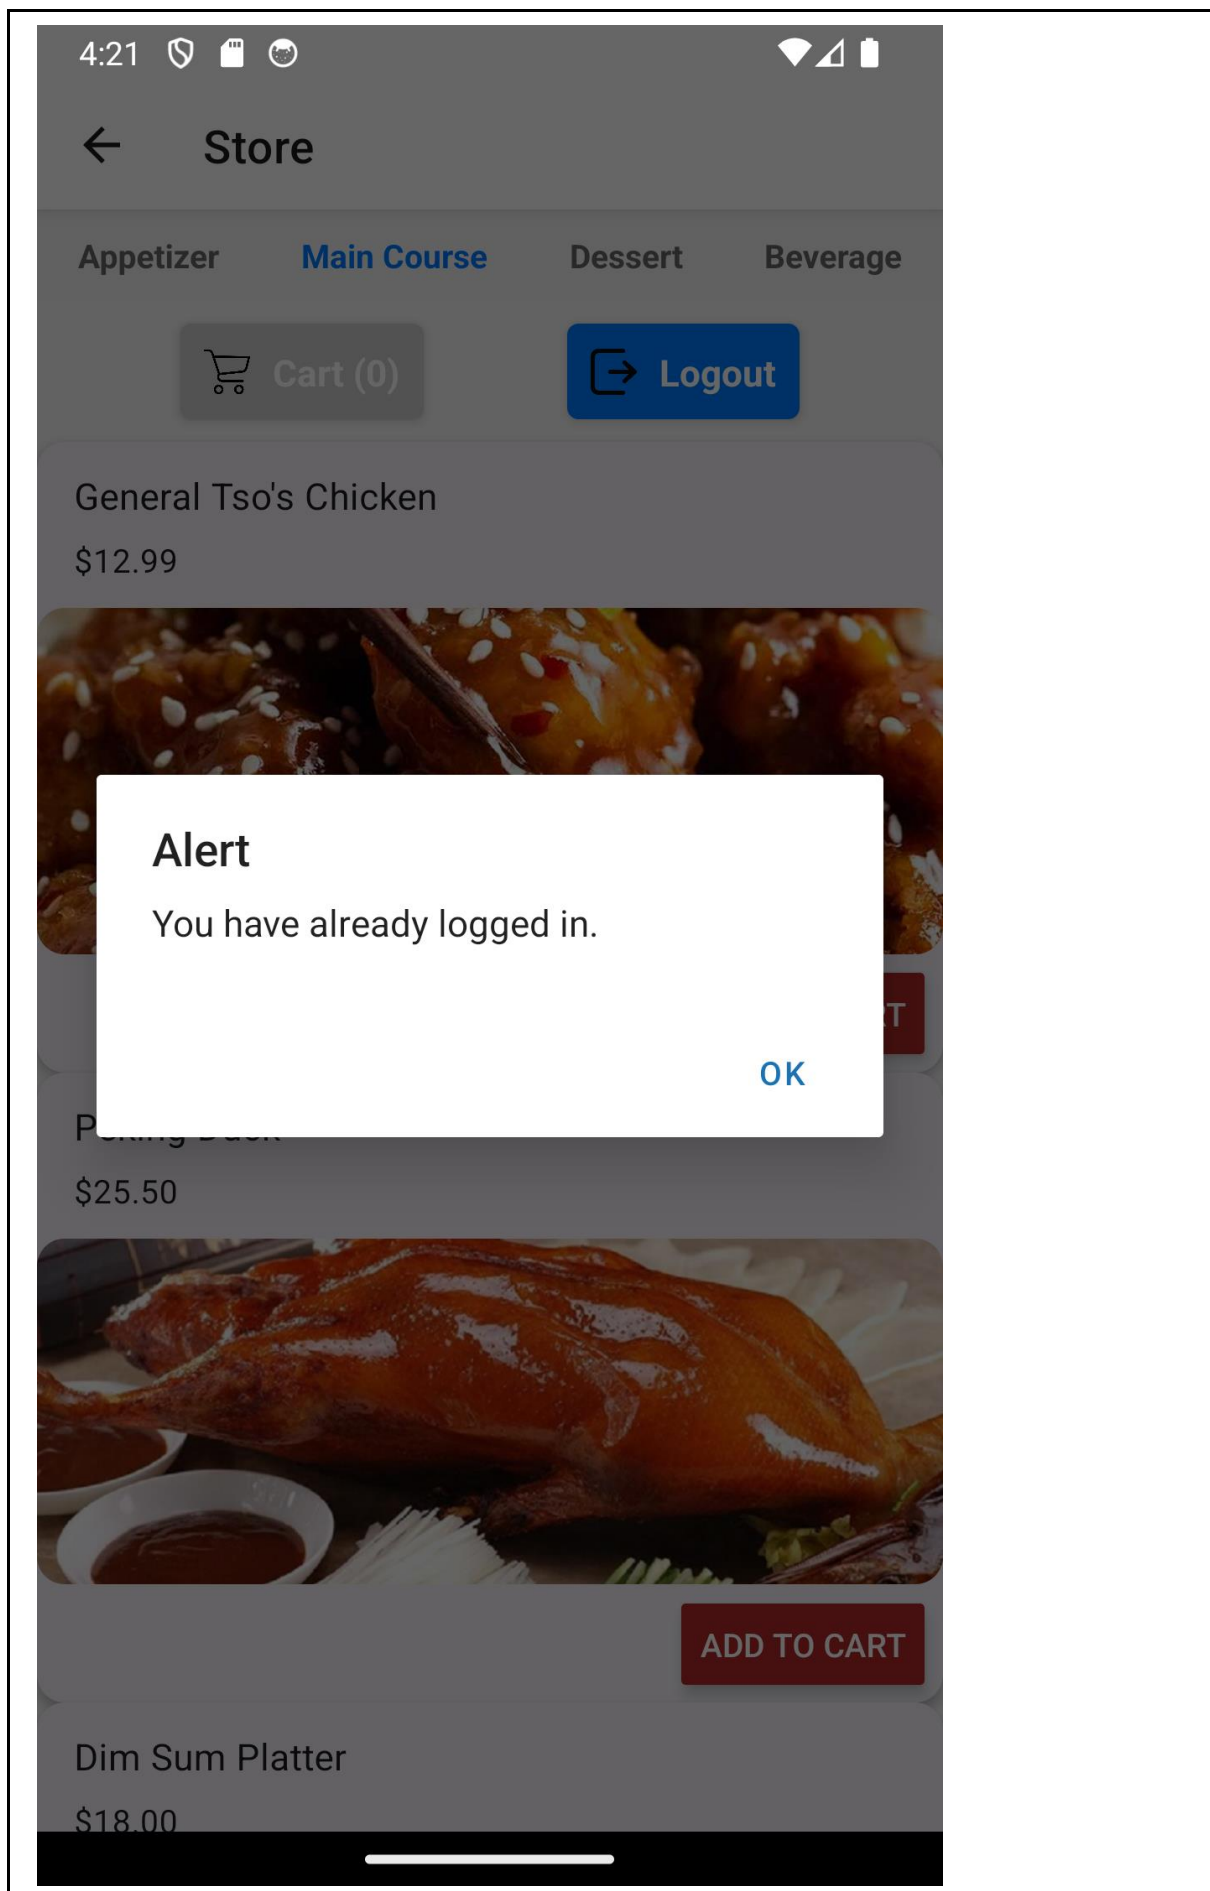 4:21
Store
Appetizer Main Course Dessert Beverage
Cart (0) Logout
General Tso's Chicken
$12.99
Alert
You have already logged in.
OK
$25.50
ADD TO CART
Dim Sum Platter
$18.00